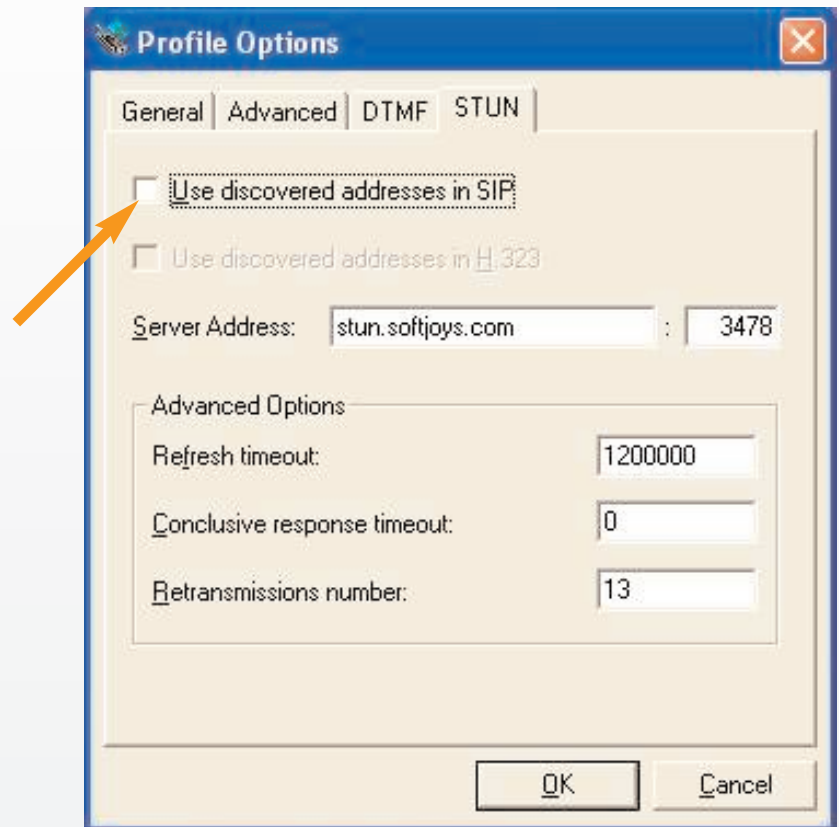 Profile Options
General Advanced DTMF STUN
Use discovered addresses in SIP
Use discovered addresses in H.323
Server Address: stun.softjoys.com : 3478
Advanced Options
Refresh timeout: 1200000
Conclusive response timeout: 0
Retransmissions number: 13
OK Cancel